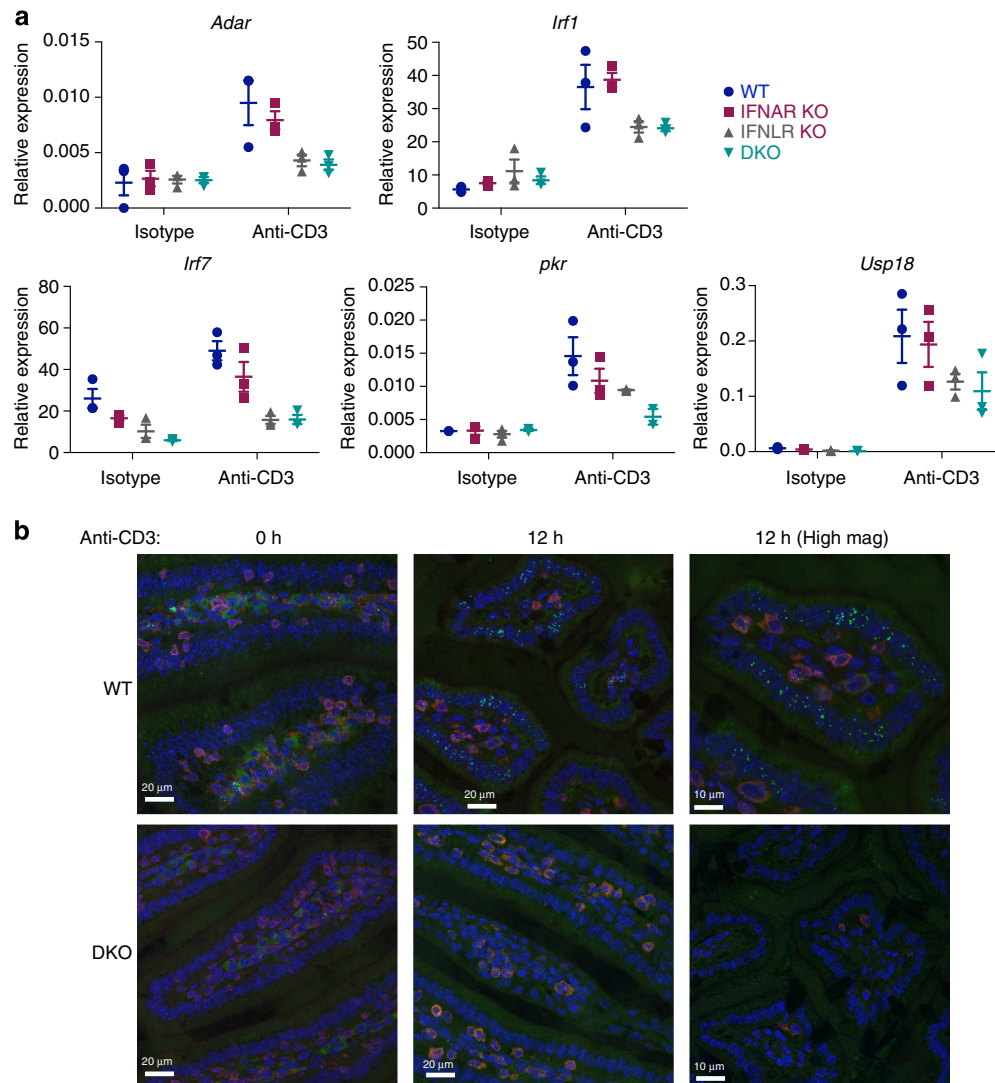 a
Adar
Relative expression
0.015
0.010
0.005
0.000
Isotype
Anti-CD3
Irf1
Relative expression
50
40
30
20
10
0
Isotype
Anti-CD3
WT
IFNAR KO
IFNLR KO
DKO
Irf7
Relative expression
80
60
40
20
0
Isotype
Anti-CD3
pkr
Relative expression
0.025
0.020
0.015
0.010
0.005
0.000
Isotype
Anti-CD3
Usp18
Relative expression
0.3
0.2
0.1
0.0
Isotype
Anti-CD3
b
Anti-CD3:
0 h
12 h
12 h (High mag)
WT
20 μm
20 μm
10 μm
DKO
20 μm
20 μm
10 μm